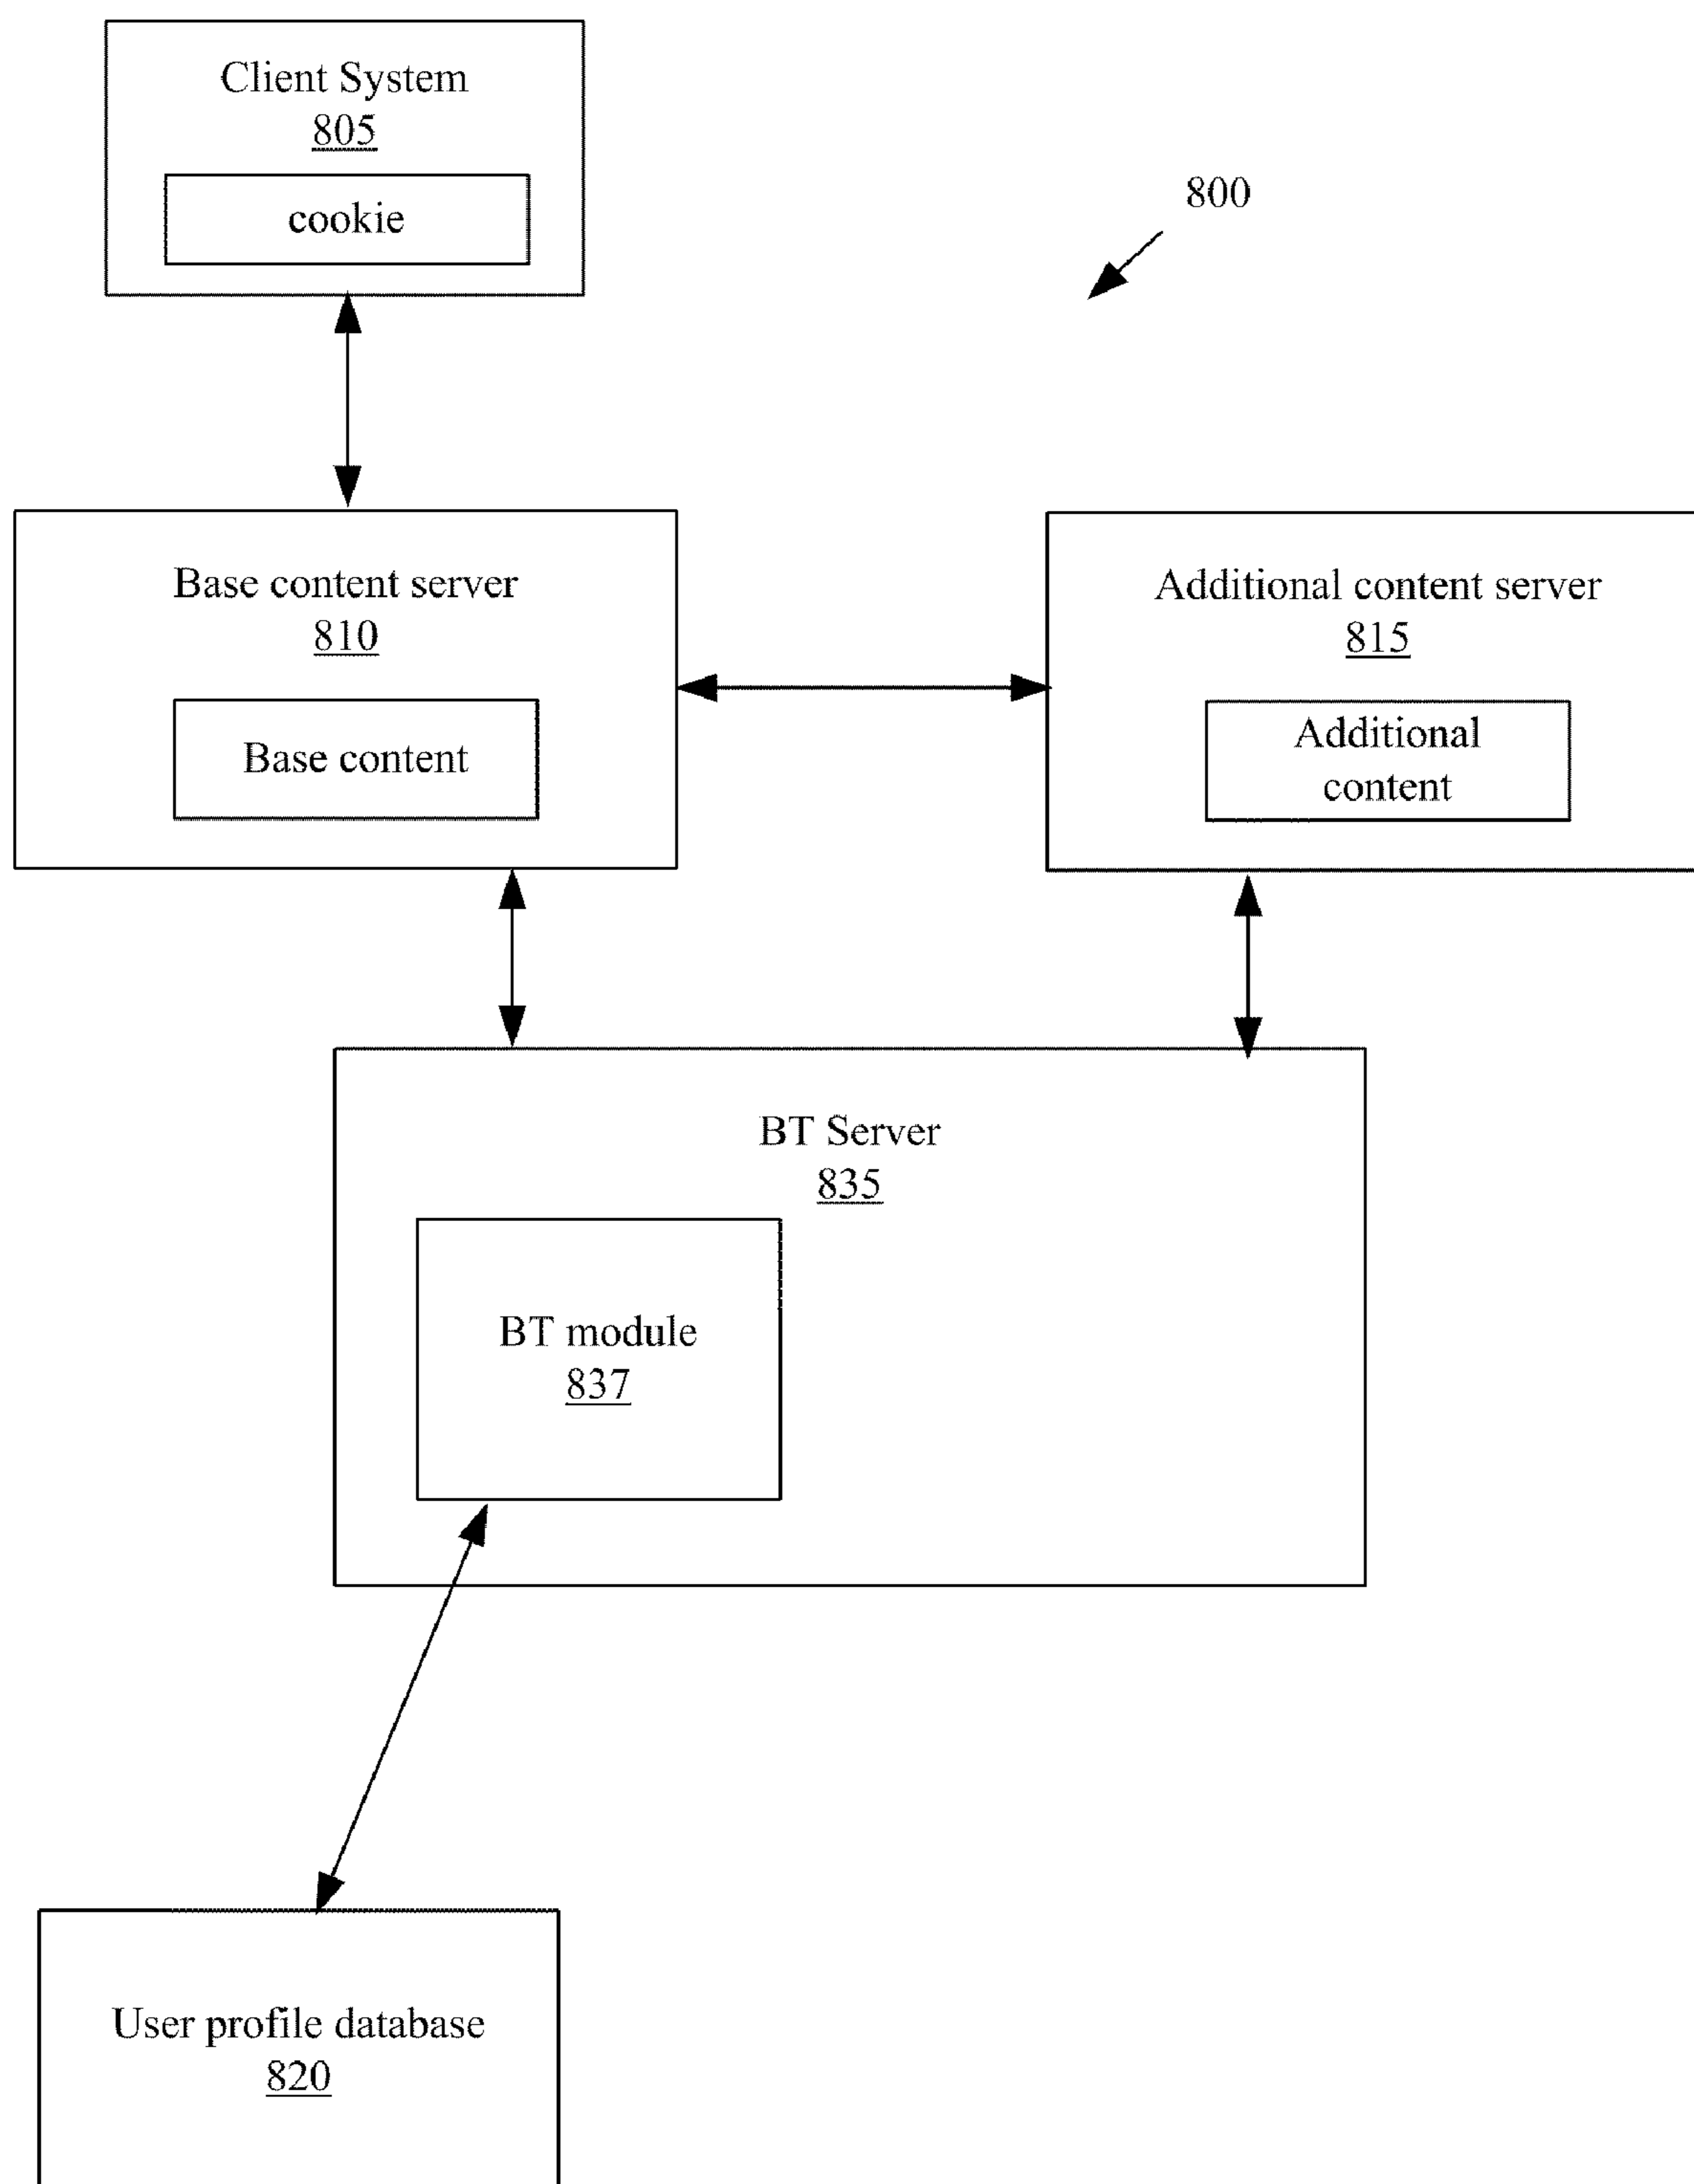 Client System
805
cookie
800
Base content server
810
Base content
Additional content server
815
Additional
content
BT Server
835
BT module
837
User profile database
820